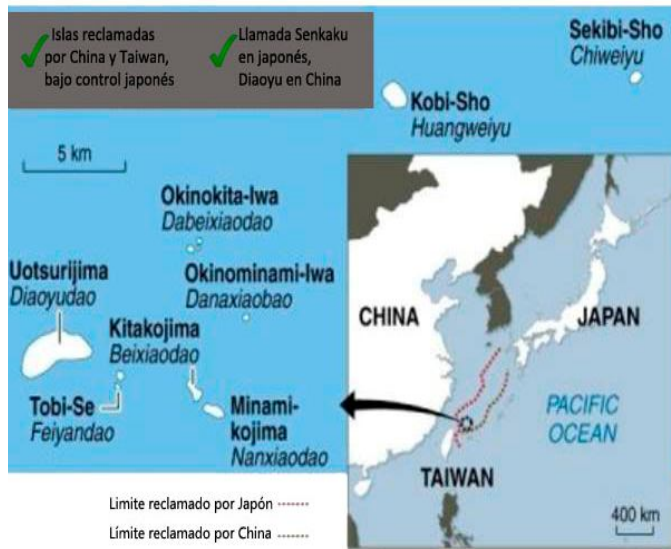 Islas reclamadas
por China y Taiwan,
bajo control japonés
Llamada Senkaku
en japonés,
Diaoyu en China
Sekibi-Sho
Chiweiyu
Kobi-Sho
Huangweiyu
5 km
Okinokita-Iwa
Dabeixiaodao
Uotsurijima
Diaoyudao
Okinominami-Iwa
Danaxiaobao
Kitakojima
Beixiaodao
Tobi-Se
Feiyandao
Minami-
kojima
Nanxiaodao
CHINA
JAPAN
PACIFIC
OCEAN
TAIWAN
400 km
Limite reclamado por Japón
Límite reclamado por China